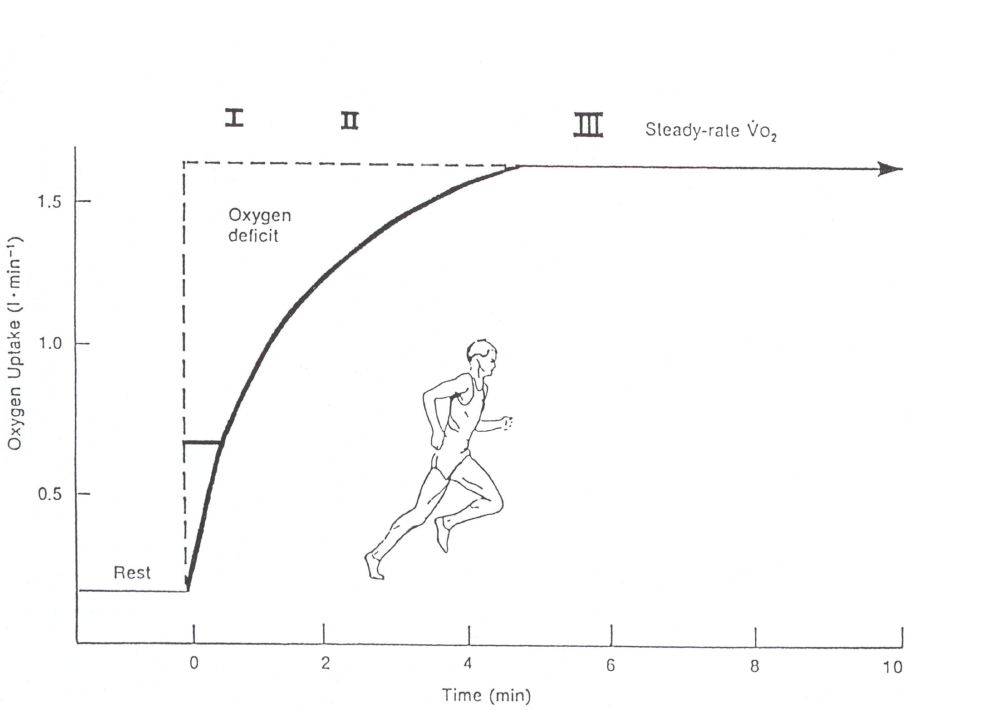 I II III Steady-rate V̇O₂
1.5
Oxygen
deficit
1.0
0.5
Rest
Oxygen Uptake (l·min⁻¹)
0 2 4 6 8 10
Time (min)